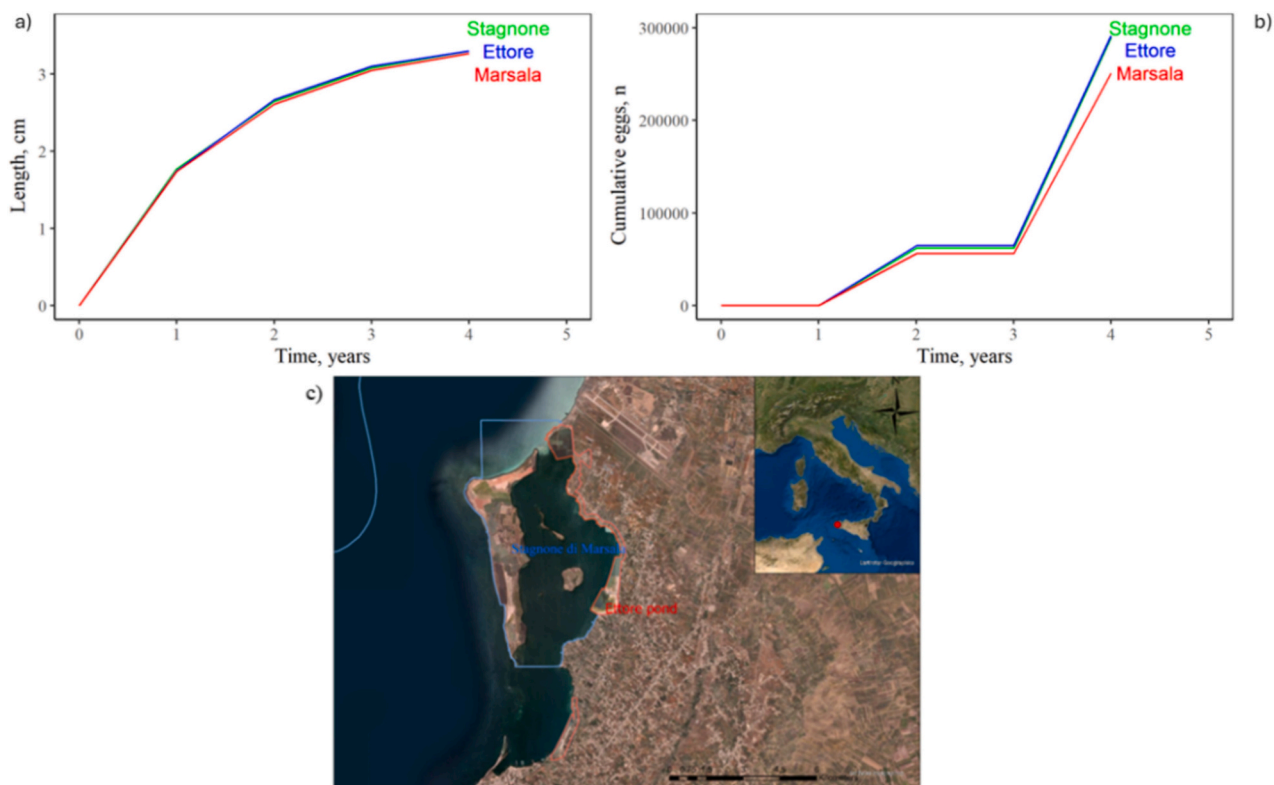 a)
Stagnone
Ettore
Marsala
3
2
1
0
Length, cm
0 1 2 3 4 5
Time, years
b)
Stagnone
Ettore
Marsala
300000
200000
100000
0
Cumulative eggs, n
0 1 2 3 4 5
Time, years
c)
Stagnone di Marsala
Ettore pond